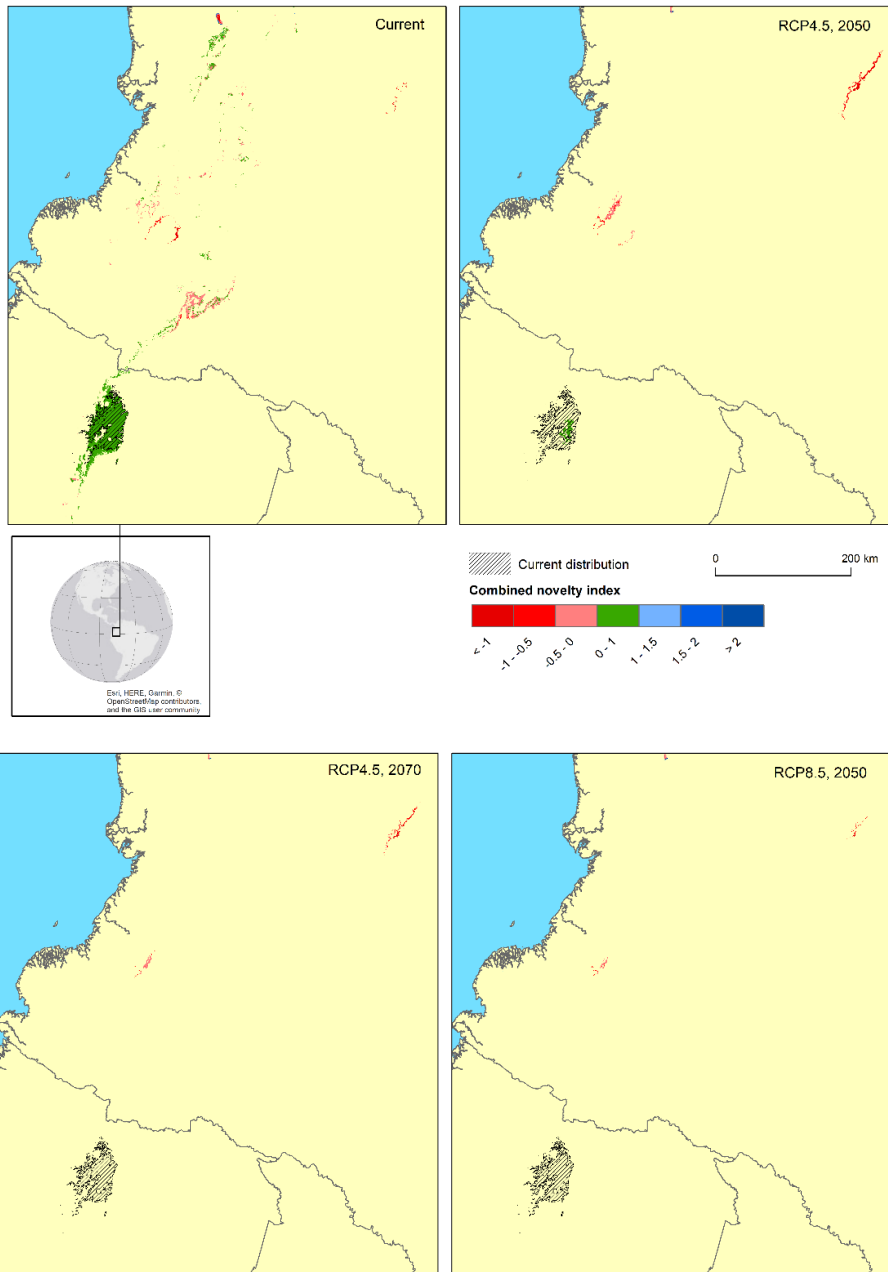 Current
RCP4.5, 2050
Esri, HERE, Garmin, ©
OpenStreetMap contributors,
and the GIS user community
Current distribution
0 200 km
Combined novelty index
< -1
-1 - -0.5
-0.5 - 0
0 - 1
1 - 1.5
1.5 - 2
> 2
RCP4.5, 2070
RCP8.5, 2050